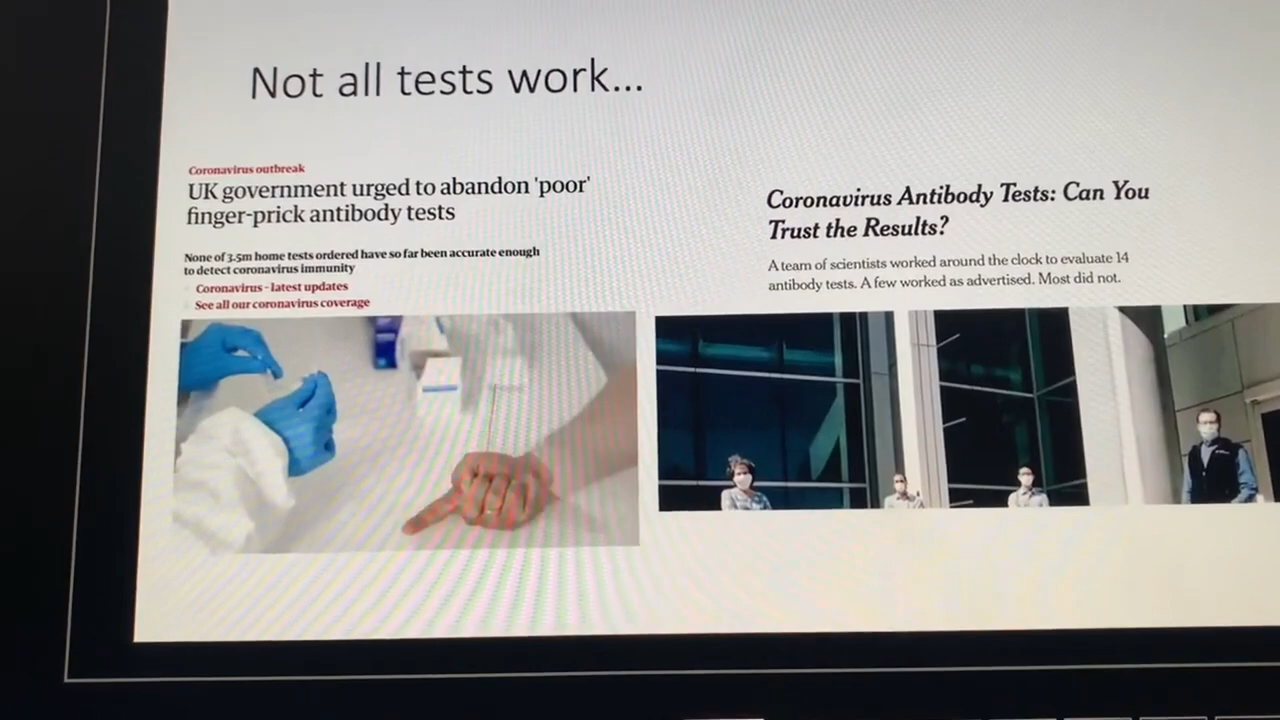 Not all tests work...
Coronavirus outbreak
UK government urged to abandon 'poor'
finger-prick antibody tests
None of 3.5m home tests ordered have so far been accurate enough
to detect coronavirus immunity
Coronavirus - latest updates
See all our coronavirus coverage
Coronavirus Antibody Tests: Can You
Trust the Results?
A team of scientists worked around the clock to evaluate 14
antibody tests. A few worked as advertised. Most did not.